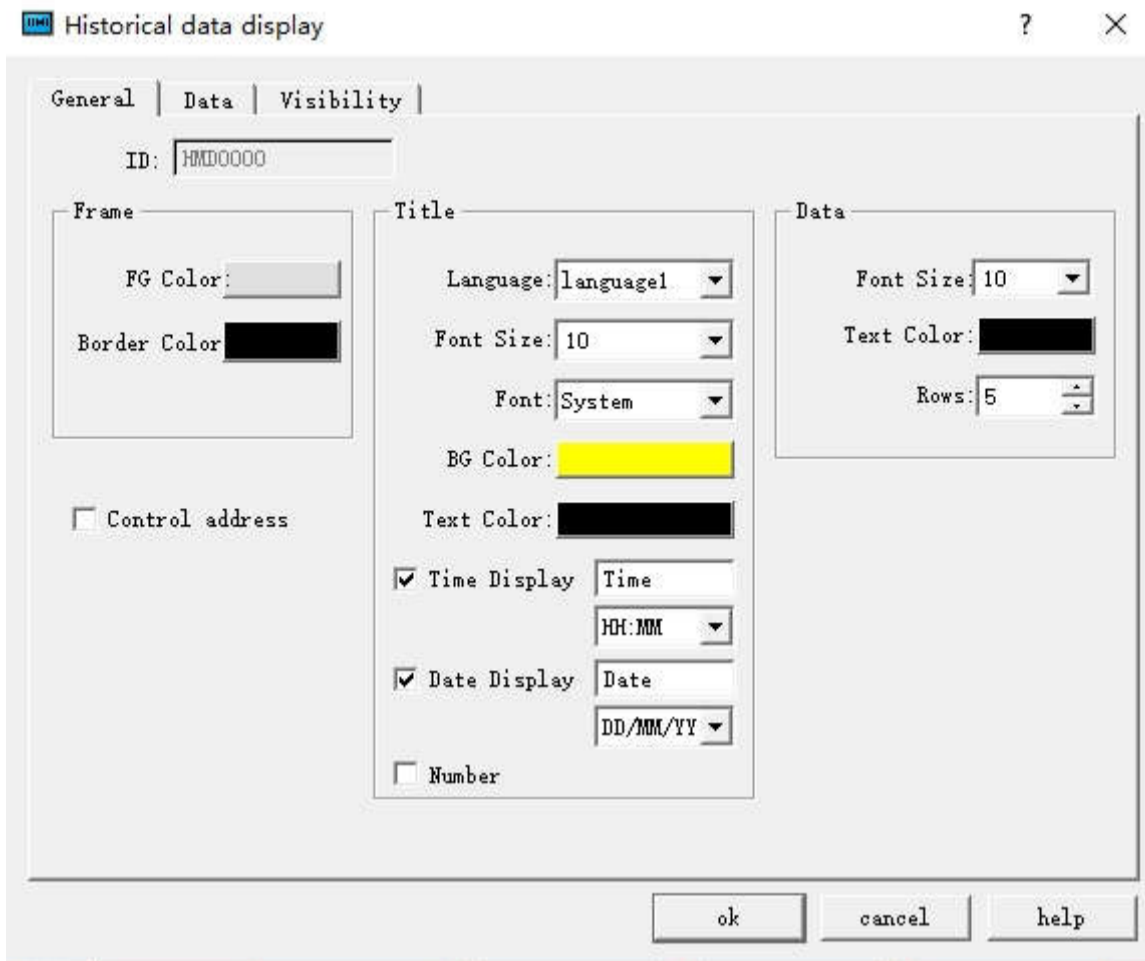 HMI Historical data display ? ×
General Data Visibility
ID: HMD0000
Frame
FG Color:
Border Color
Control address
Title
Language: language1
Font Size: 10
Font: System
BG Color:
Text Color:
Time Display Time
HH:MM
Date Display Date
DD/MM/YY
Number
Data
Font Size: 10
Text Color:
Rows: 5
ok cancel help